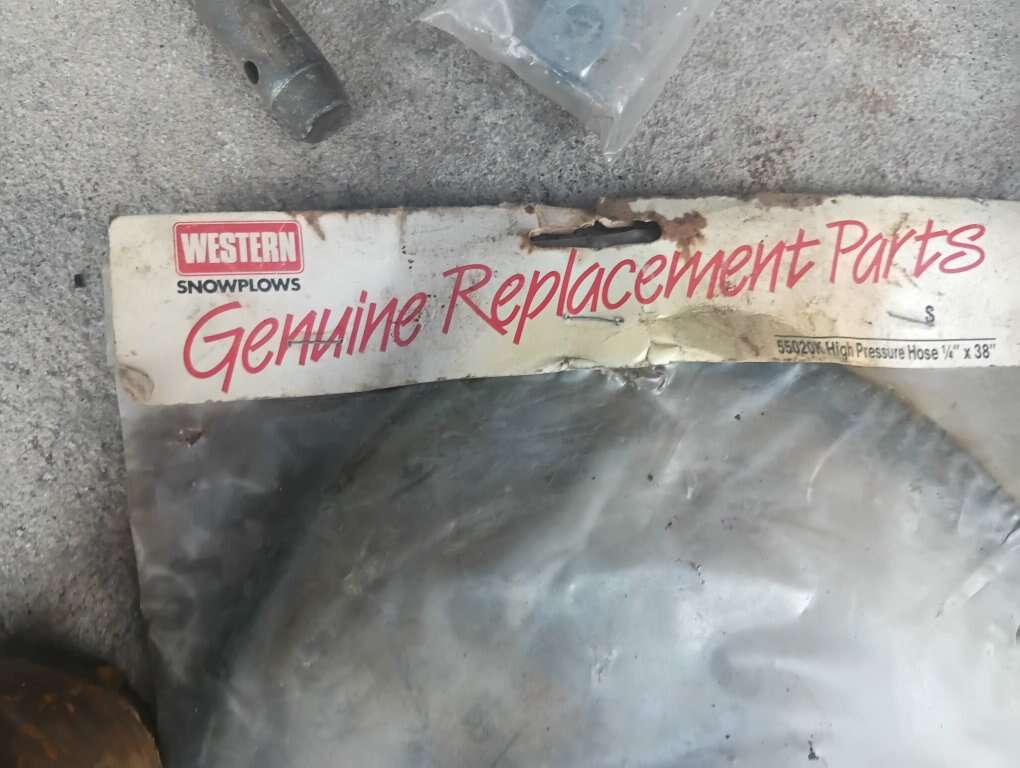 WESTERN
SNOWPLOWS
Genuine Replacement Parts
S
55020K High Pressure Hose ¼" x 38"